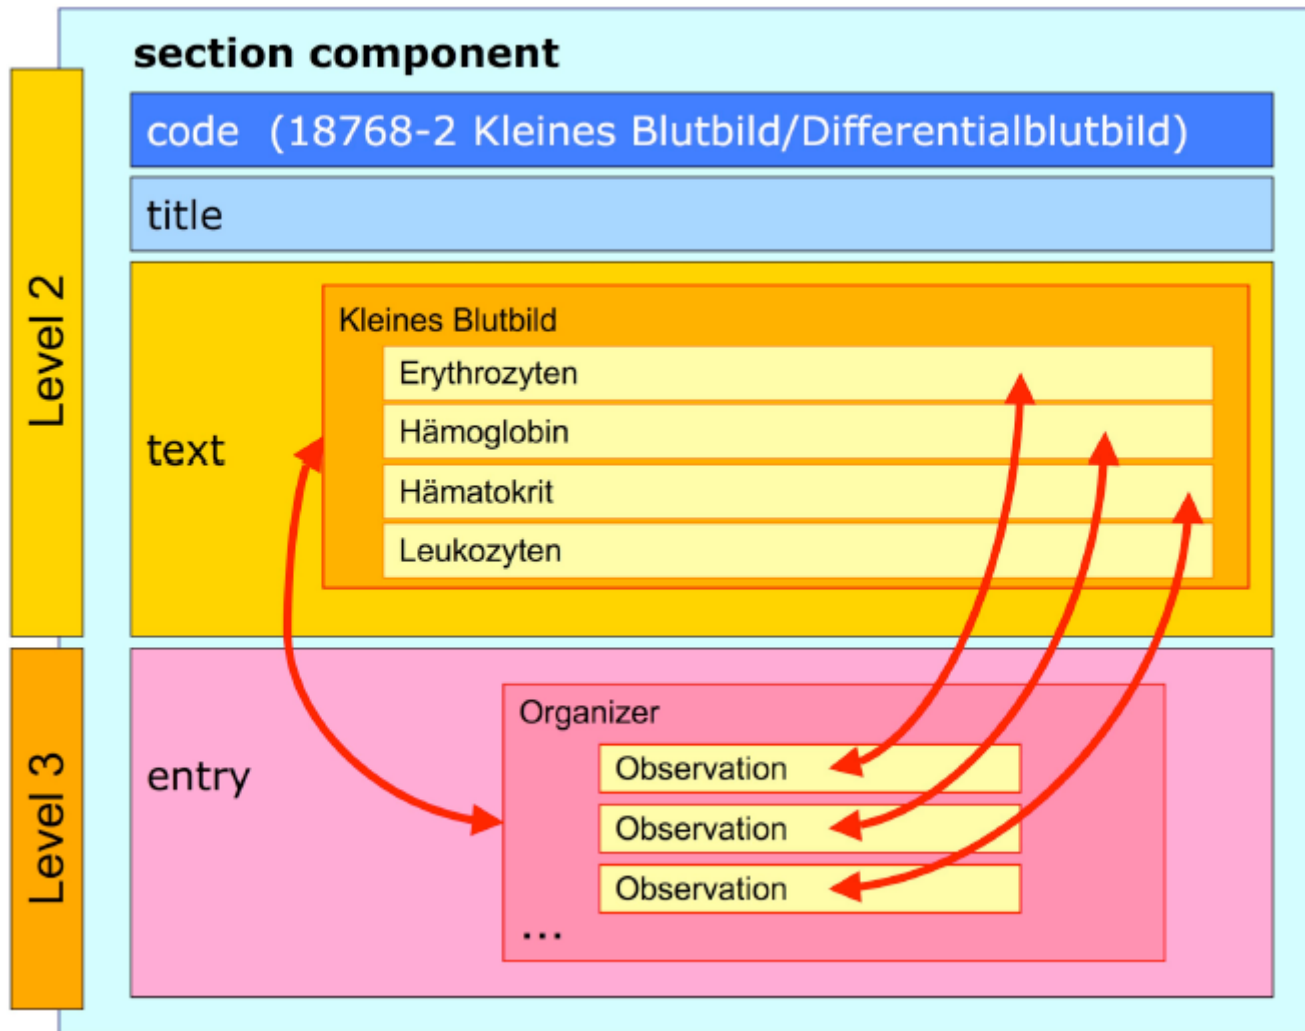 section component
code (18768-2 Kleines Blutbild/Differentialblutbild)
title
Level 2
text
Kleines Blutbild
Erythrozyten
Hämoglobin
Hämatokrit
Leukozyten
Level 3
entry
Organizer
Observation
Observation
Observation
...